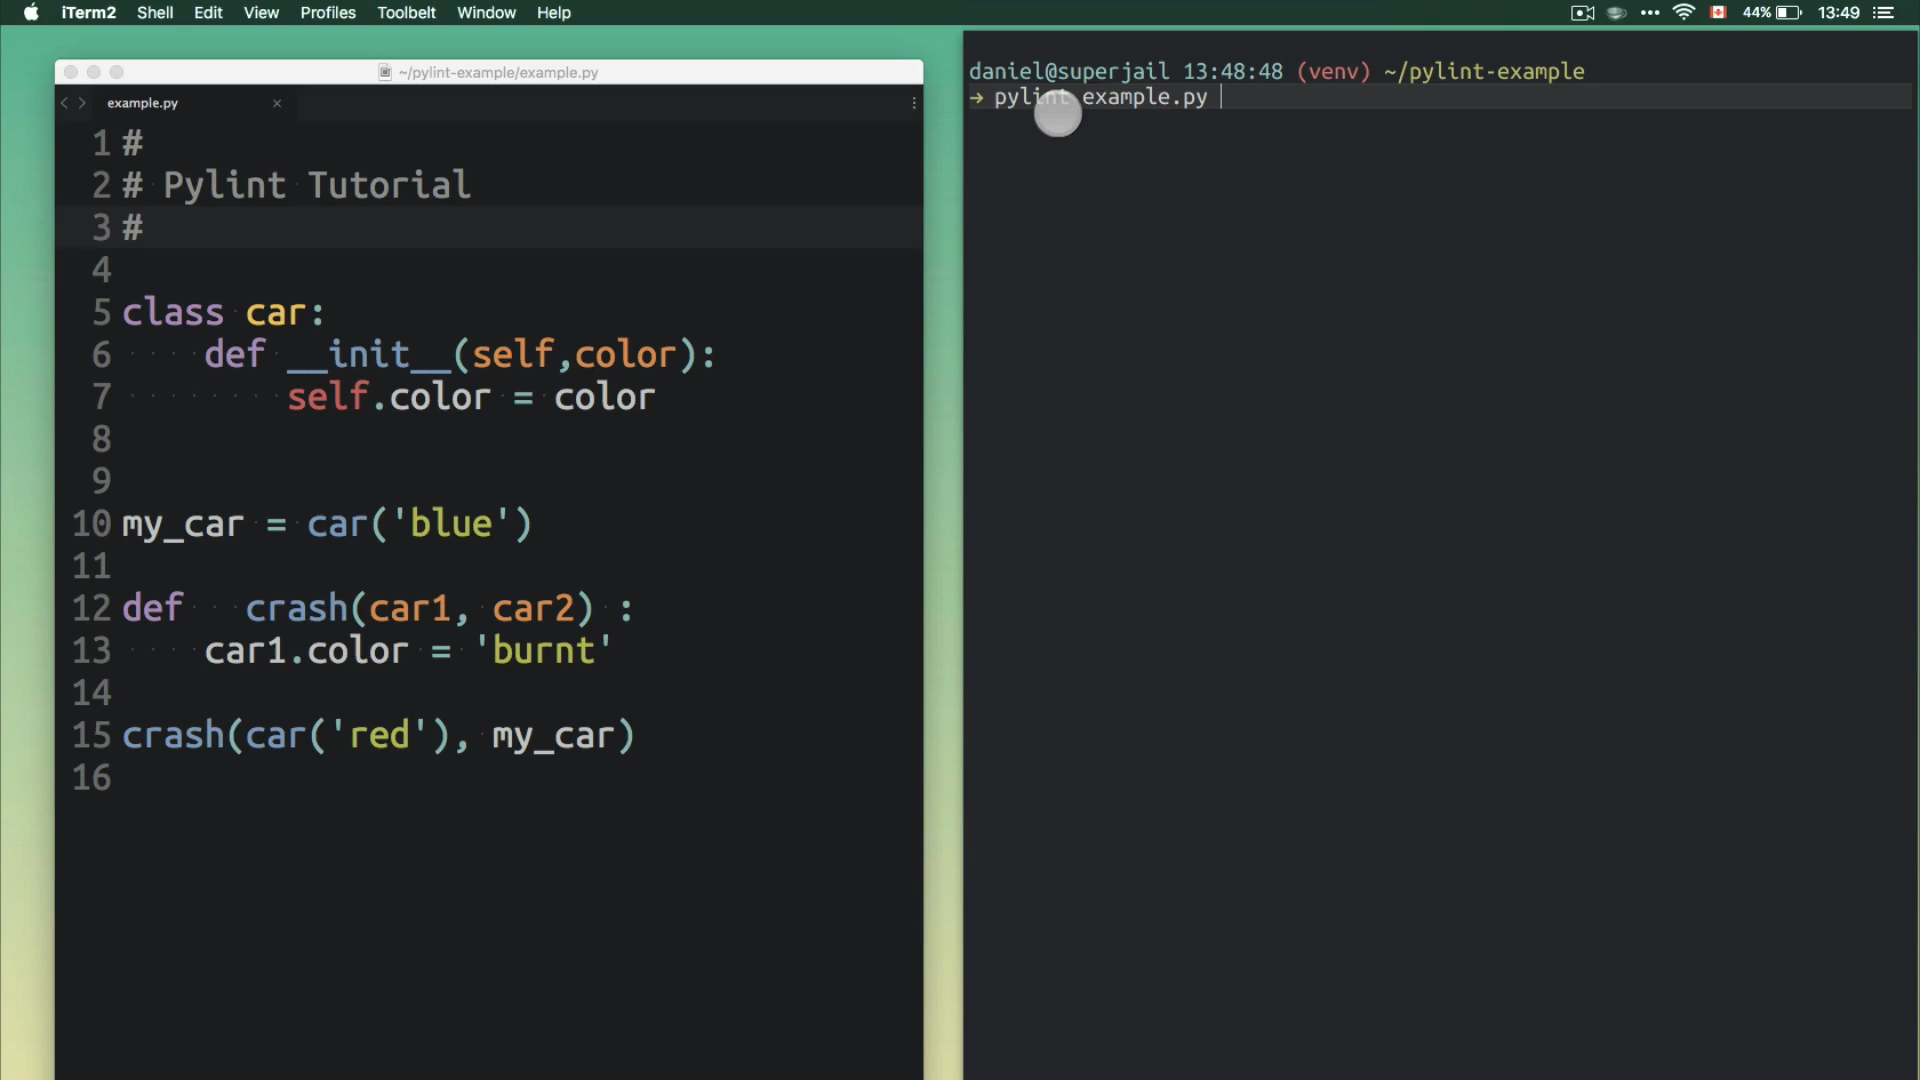 iTerm2 Shell Edit View Profiles Toolbelt Window Help 44% 13:49
~/pylint-example/example.py
example.py
1 #
2 # Pylint Tutorial
3 #
4
5 class car:
6 def __init__(self,color):
7 self.color = color
8
9
10 my_car = car('blue')
11
12 def   crash(car1, car2) :
13 car1.color = 'burnt'
14
15 crash(car('red'), my_car)
16
daniel@superjail 13:48:48 (venv) ~/pylint-example
→ pylint example.py